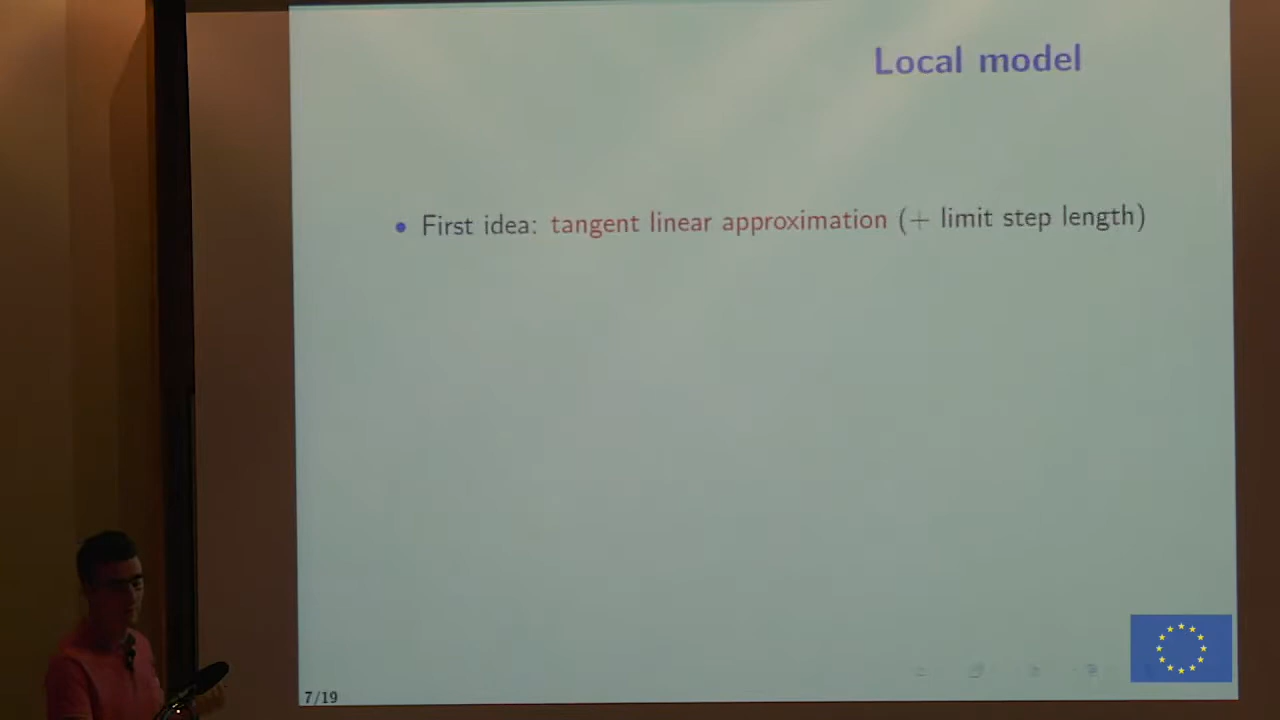 Local model
• First idea: tangent linear approximation (+ limit step length)
7/19